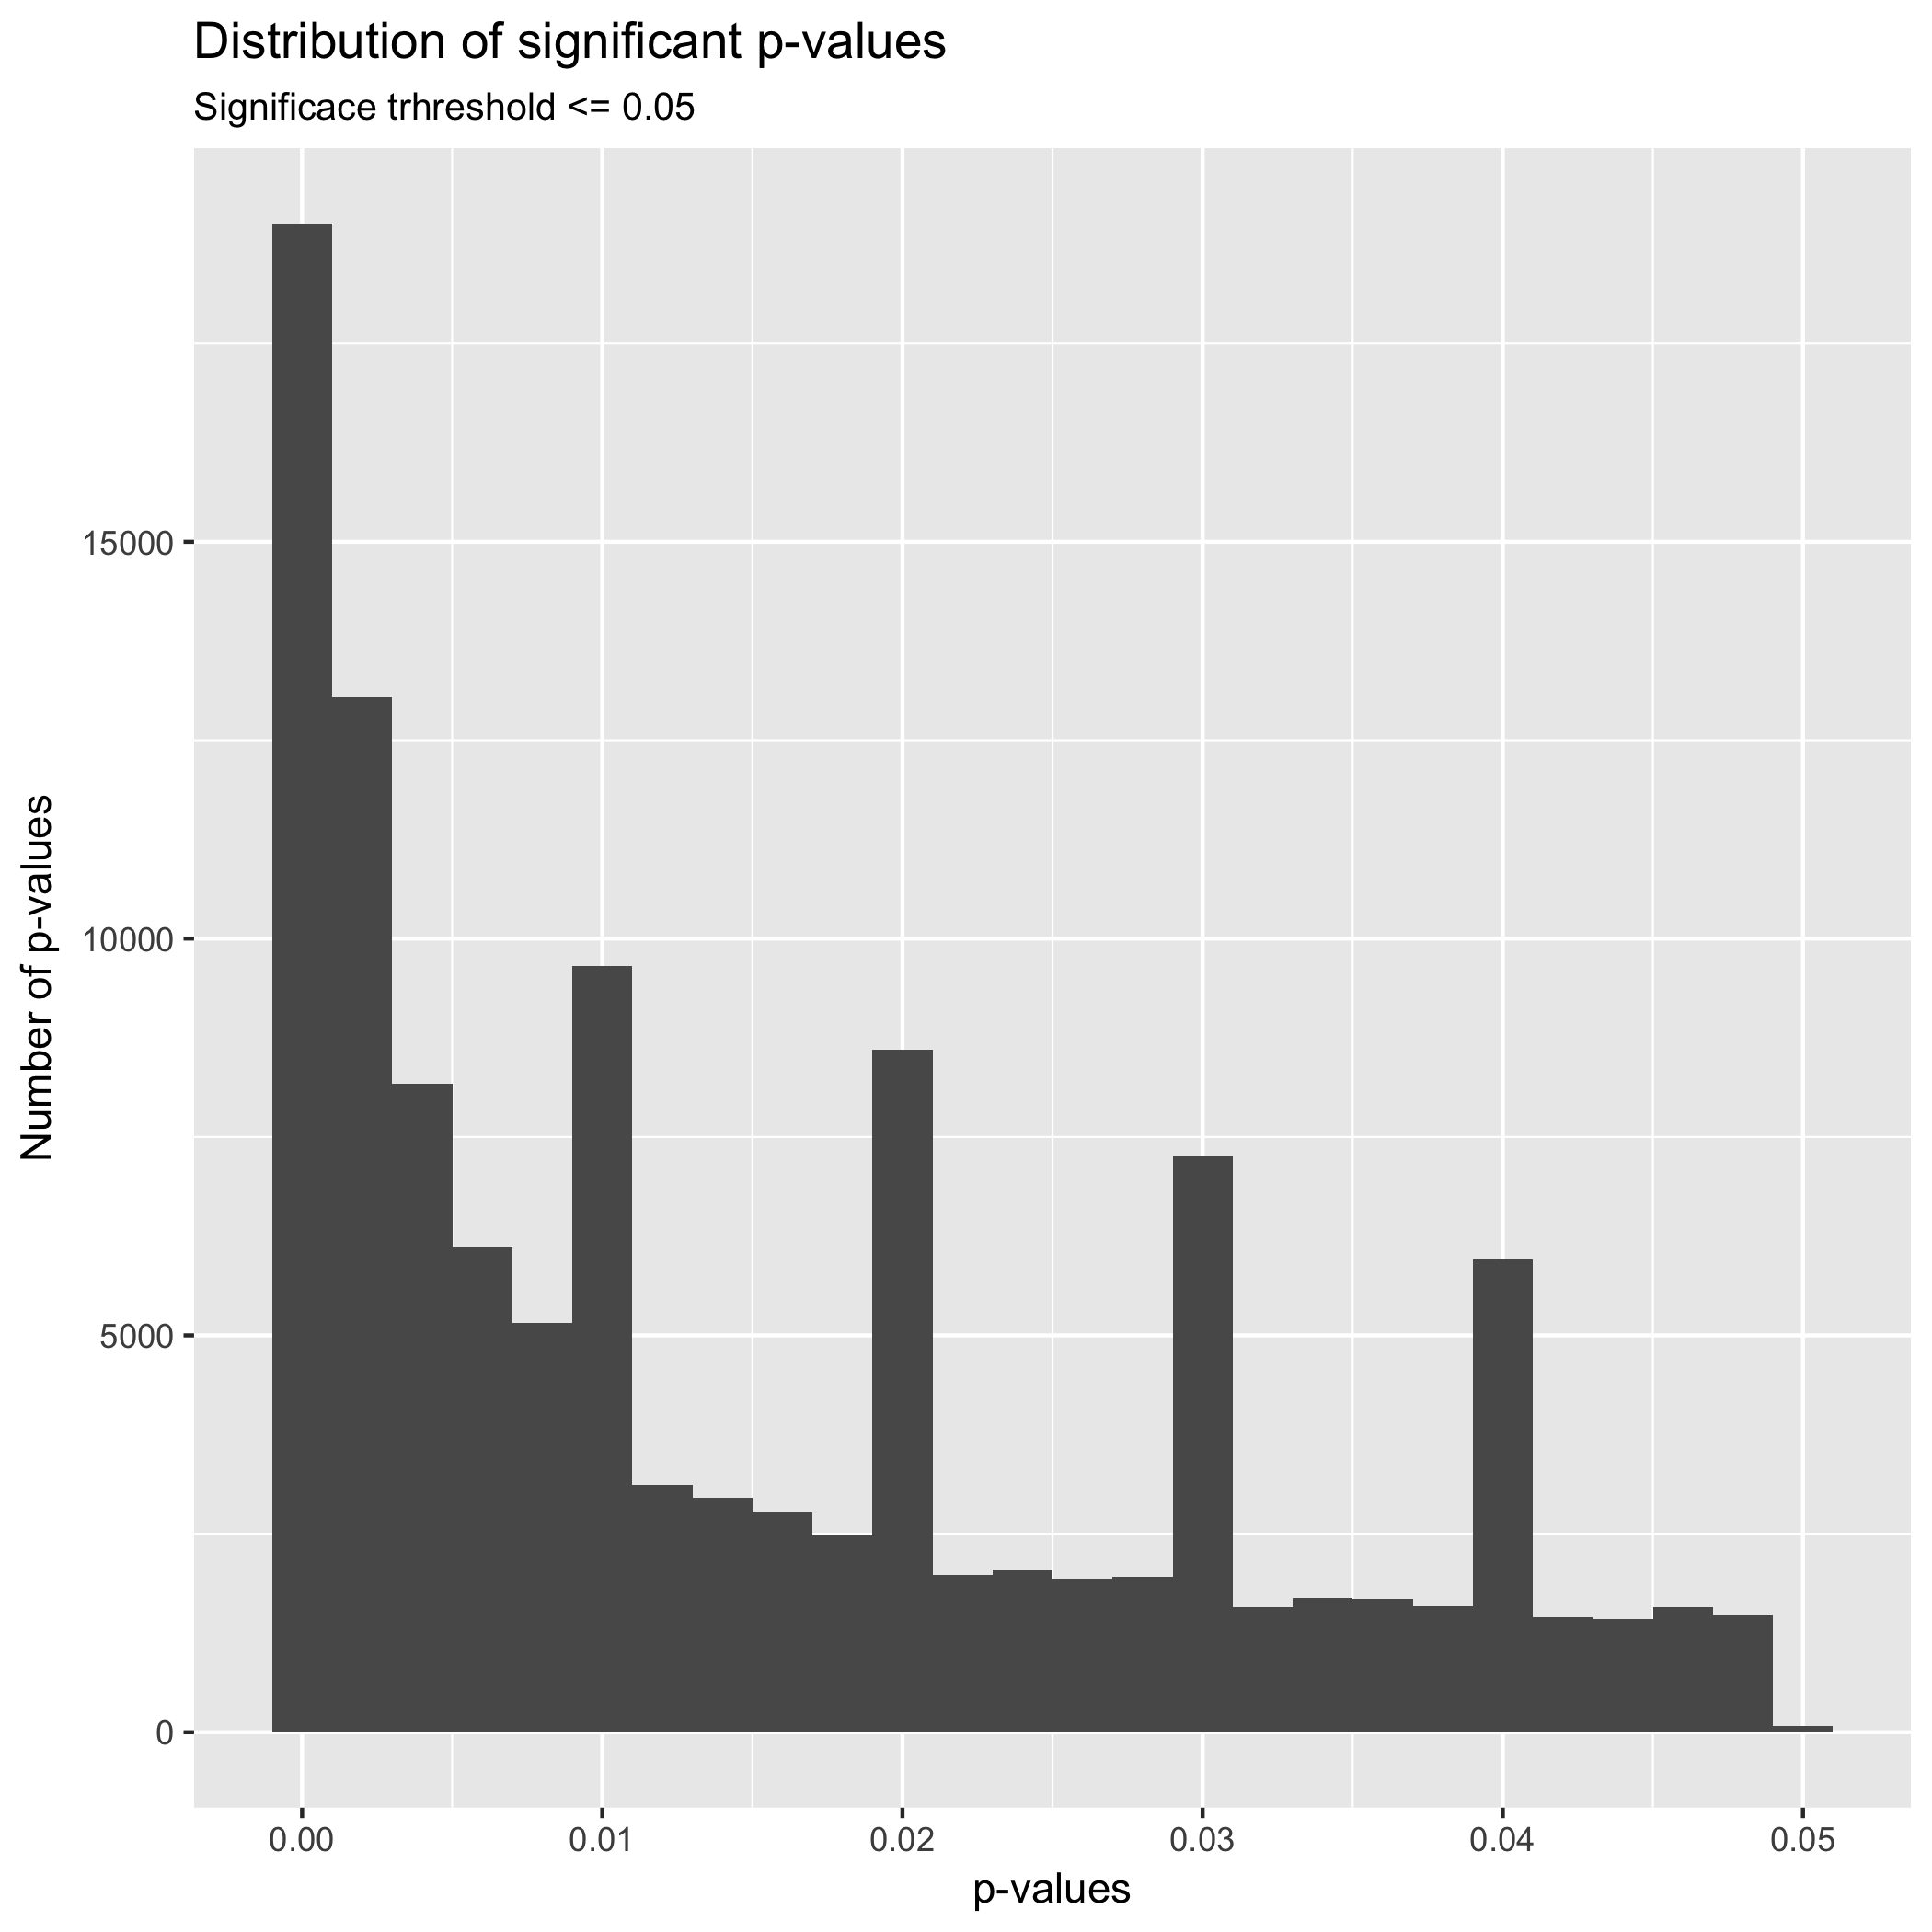 Distribution of significant p-values
Significace trhreshold <= 0.05
Number of p-values
15000
10000
5000
0
0.00 0.01 0.02 0.03 0.04 0.05
p-values